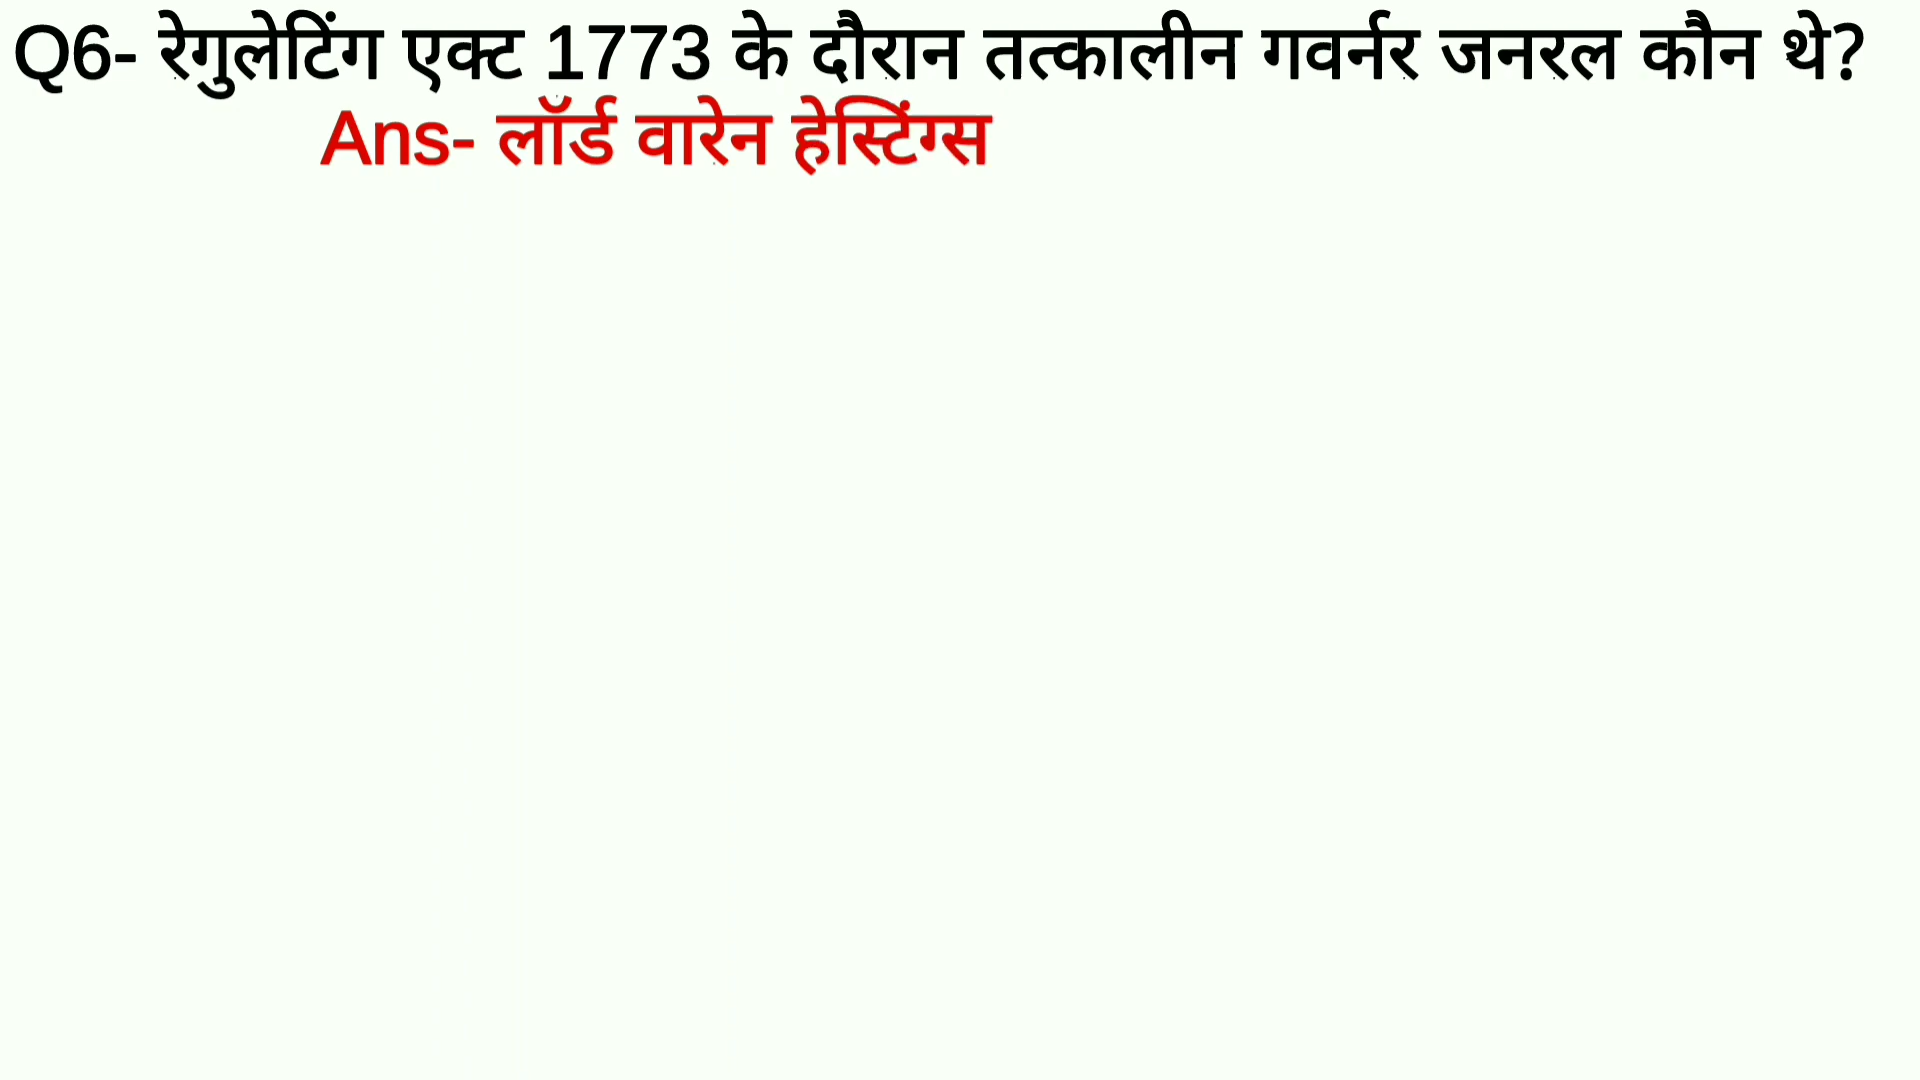 Q6- रेगुलेटिंग एक्ट 1773 के दौरान तत्कालीन गवर्नर जनरल कौन थे?
Ans- लॉर्ड वारेन हेस्टिंग्स